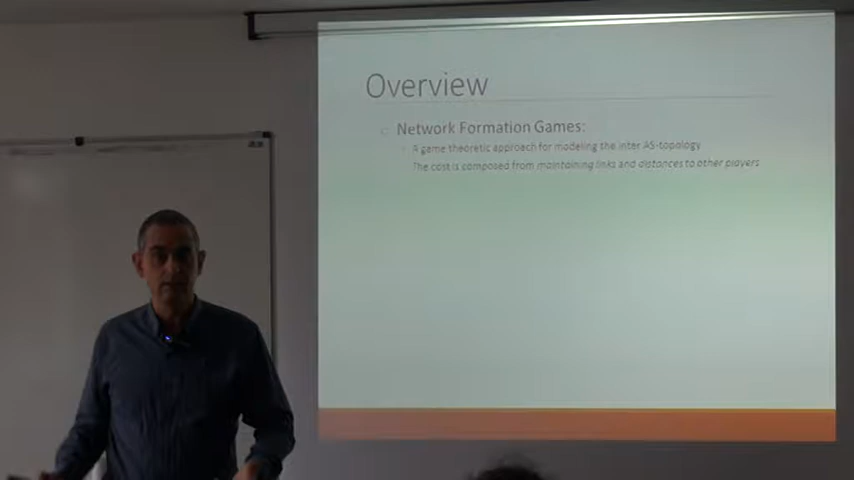 Overview
Network Formation Games:
A game theoretic approach for modeling the inter AS-topology
The cost is composed from maintaining links and distances to other players